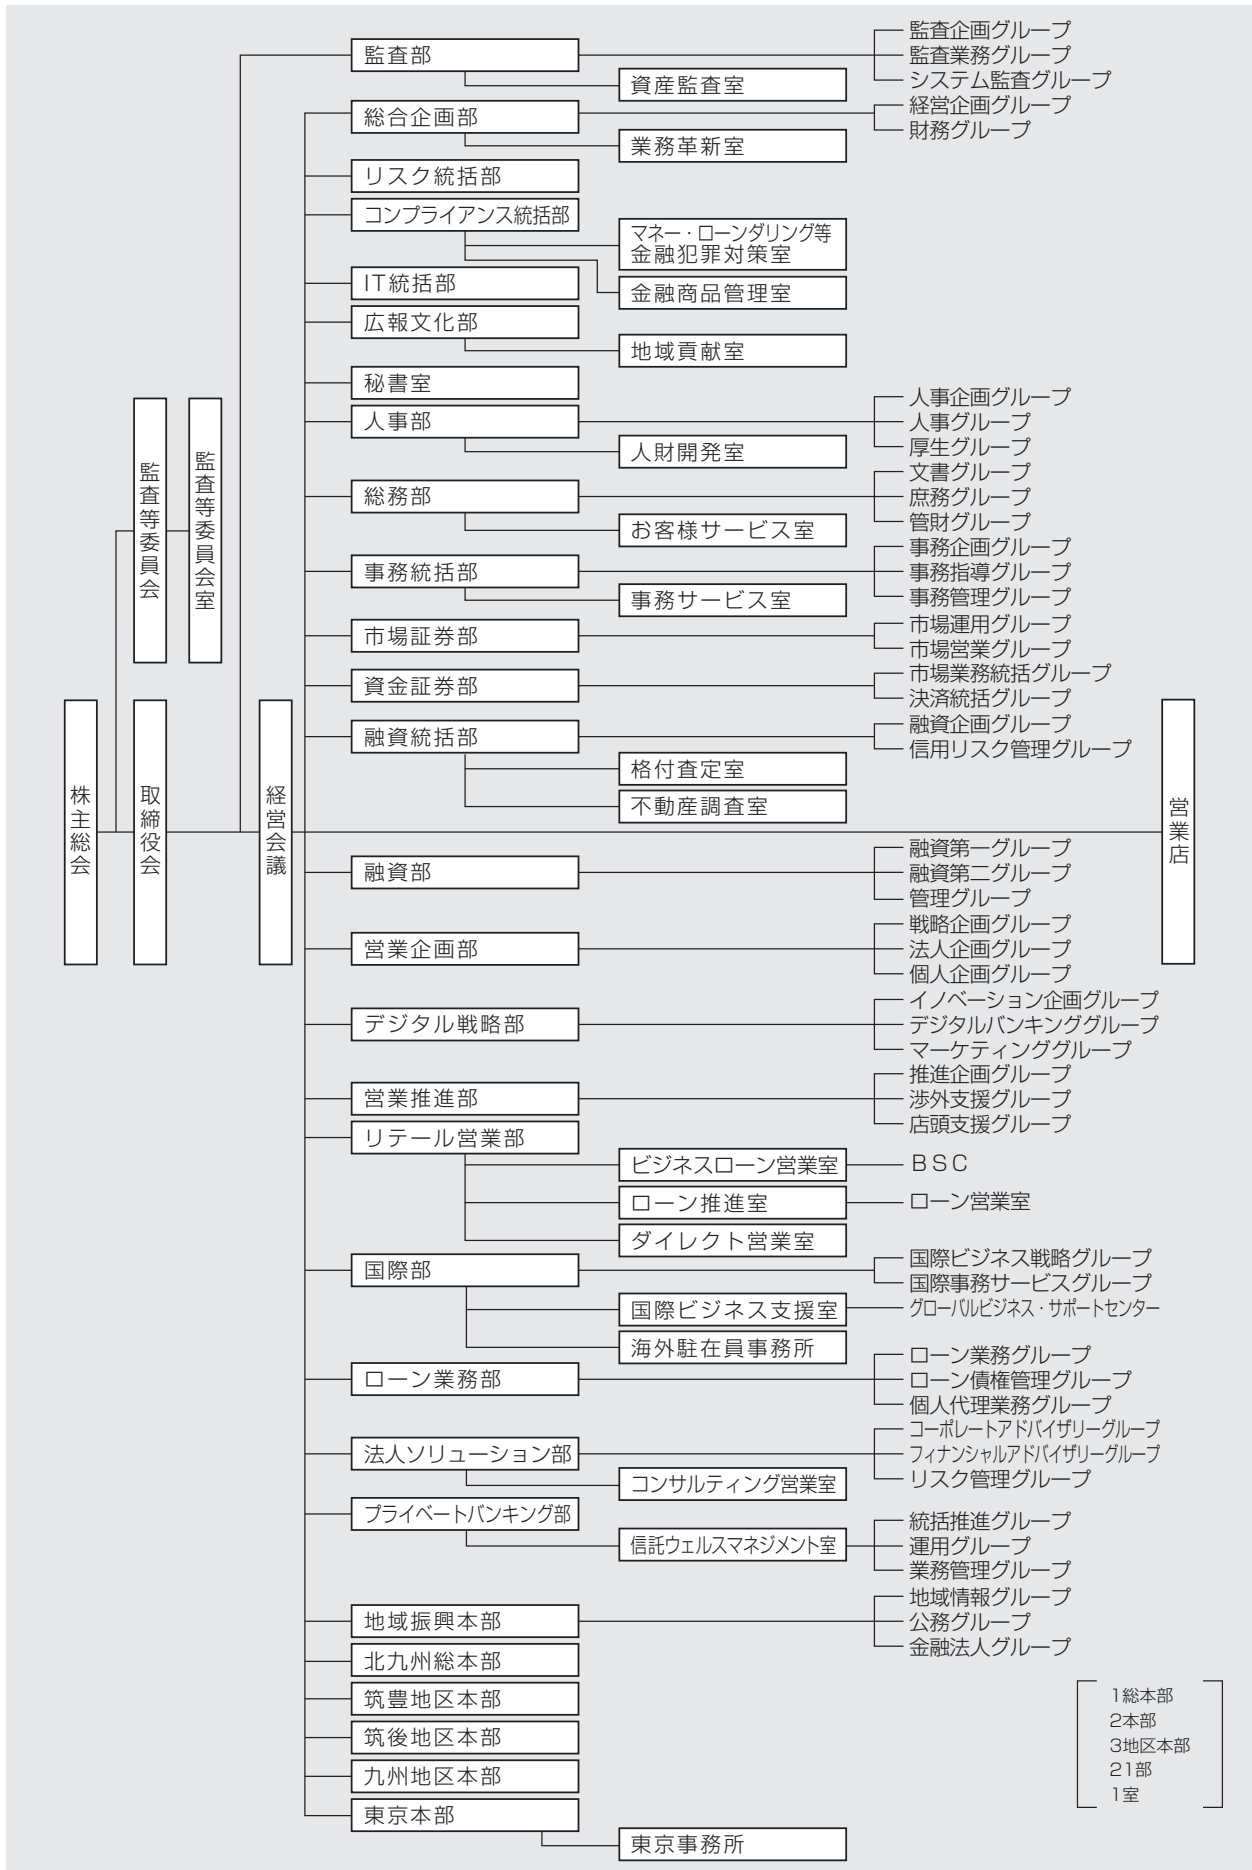 監査部
監査企画グループ
監査業務グループ
システム監査グループ
資産監査室
総合企画部
経営企画グループ
財務グループ
業務革新室
リスク統括部
コンプライアンス統括部
マネー・ローンダリング等
金融犯罪対策室
金融商品管理室
IT統括部
広報文化部
地域貢献室
秘書室
人事部
人事企画グループ
人事グループ
厚生グループ
人財開発室
総務部
文書グループ
庶務グループ
管財グループ
お客様サービス室
事務統括部
事務企画グループ
事務指導グループ
事務管理グループ
事務サービス室
市場証券部
市場運用グループ
市場営業グループ
資金証券部
市場業務統括グループ
決済統括グループ
融資統括部
融資企画グループ
信用リスク管理グループ
格付査定室
不動産調査室
監査等委員会
監査等委員会室
株主総会
取締役会
経営会議
営業店
融資部
融資第一グループ
融資第二グループ
管理グループ
営業企画部
戦略企画グループ
法人企画グループ
個人企画グループ
デジタル戦略部
イノベーション企画グループ
デジタルバンキンググループ
マーケティンググループ
営業推進部
推進企画グループ
渉外支援グループ
店頭支援グループ
リテール営業部
ビジネスローン営業室
BSC
ローン推進室
ローン営業室
ダイレクト営業室
国際部
国際ビジネス戦略グループ
国際事務サービスグループ
国際ビジネス支援室
グローバルビジネス・サポートセンター
海外駐在員事務所
ローン業務部
ローン業務グループ
ローン債権管理グループ
個人代理業務グループ
法人ソリューション部
コーポレートアドバイザリーグループ
フィナンシャルアドバイザリーグループ
リスク管理グループ
コンサルティング営業室
プライベートバンキング部
信託ウェルスマネジメント室
統括推進グループ
運用グループ
業務管理グループ
地域振興本部
地域情報グループ
公務グループ
金融法人グループ
北九州総本部
筑豊地区本部
筑後地区本部
九州地区本部
東京本部
東京事務所
1総本部
2本部
3地区本部
21部
1室